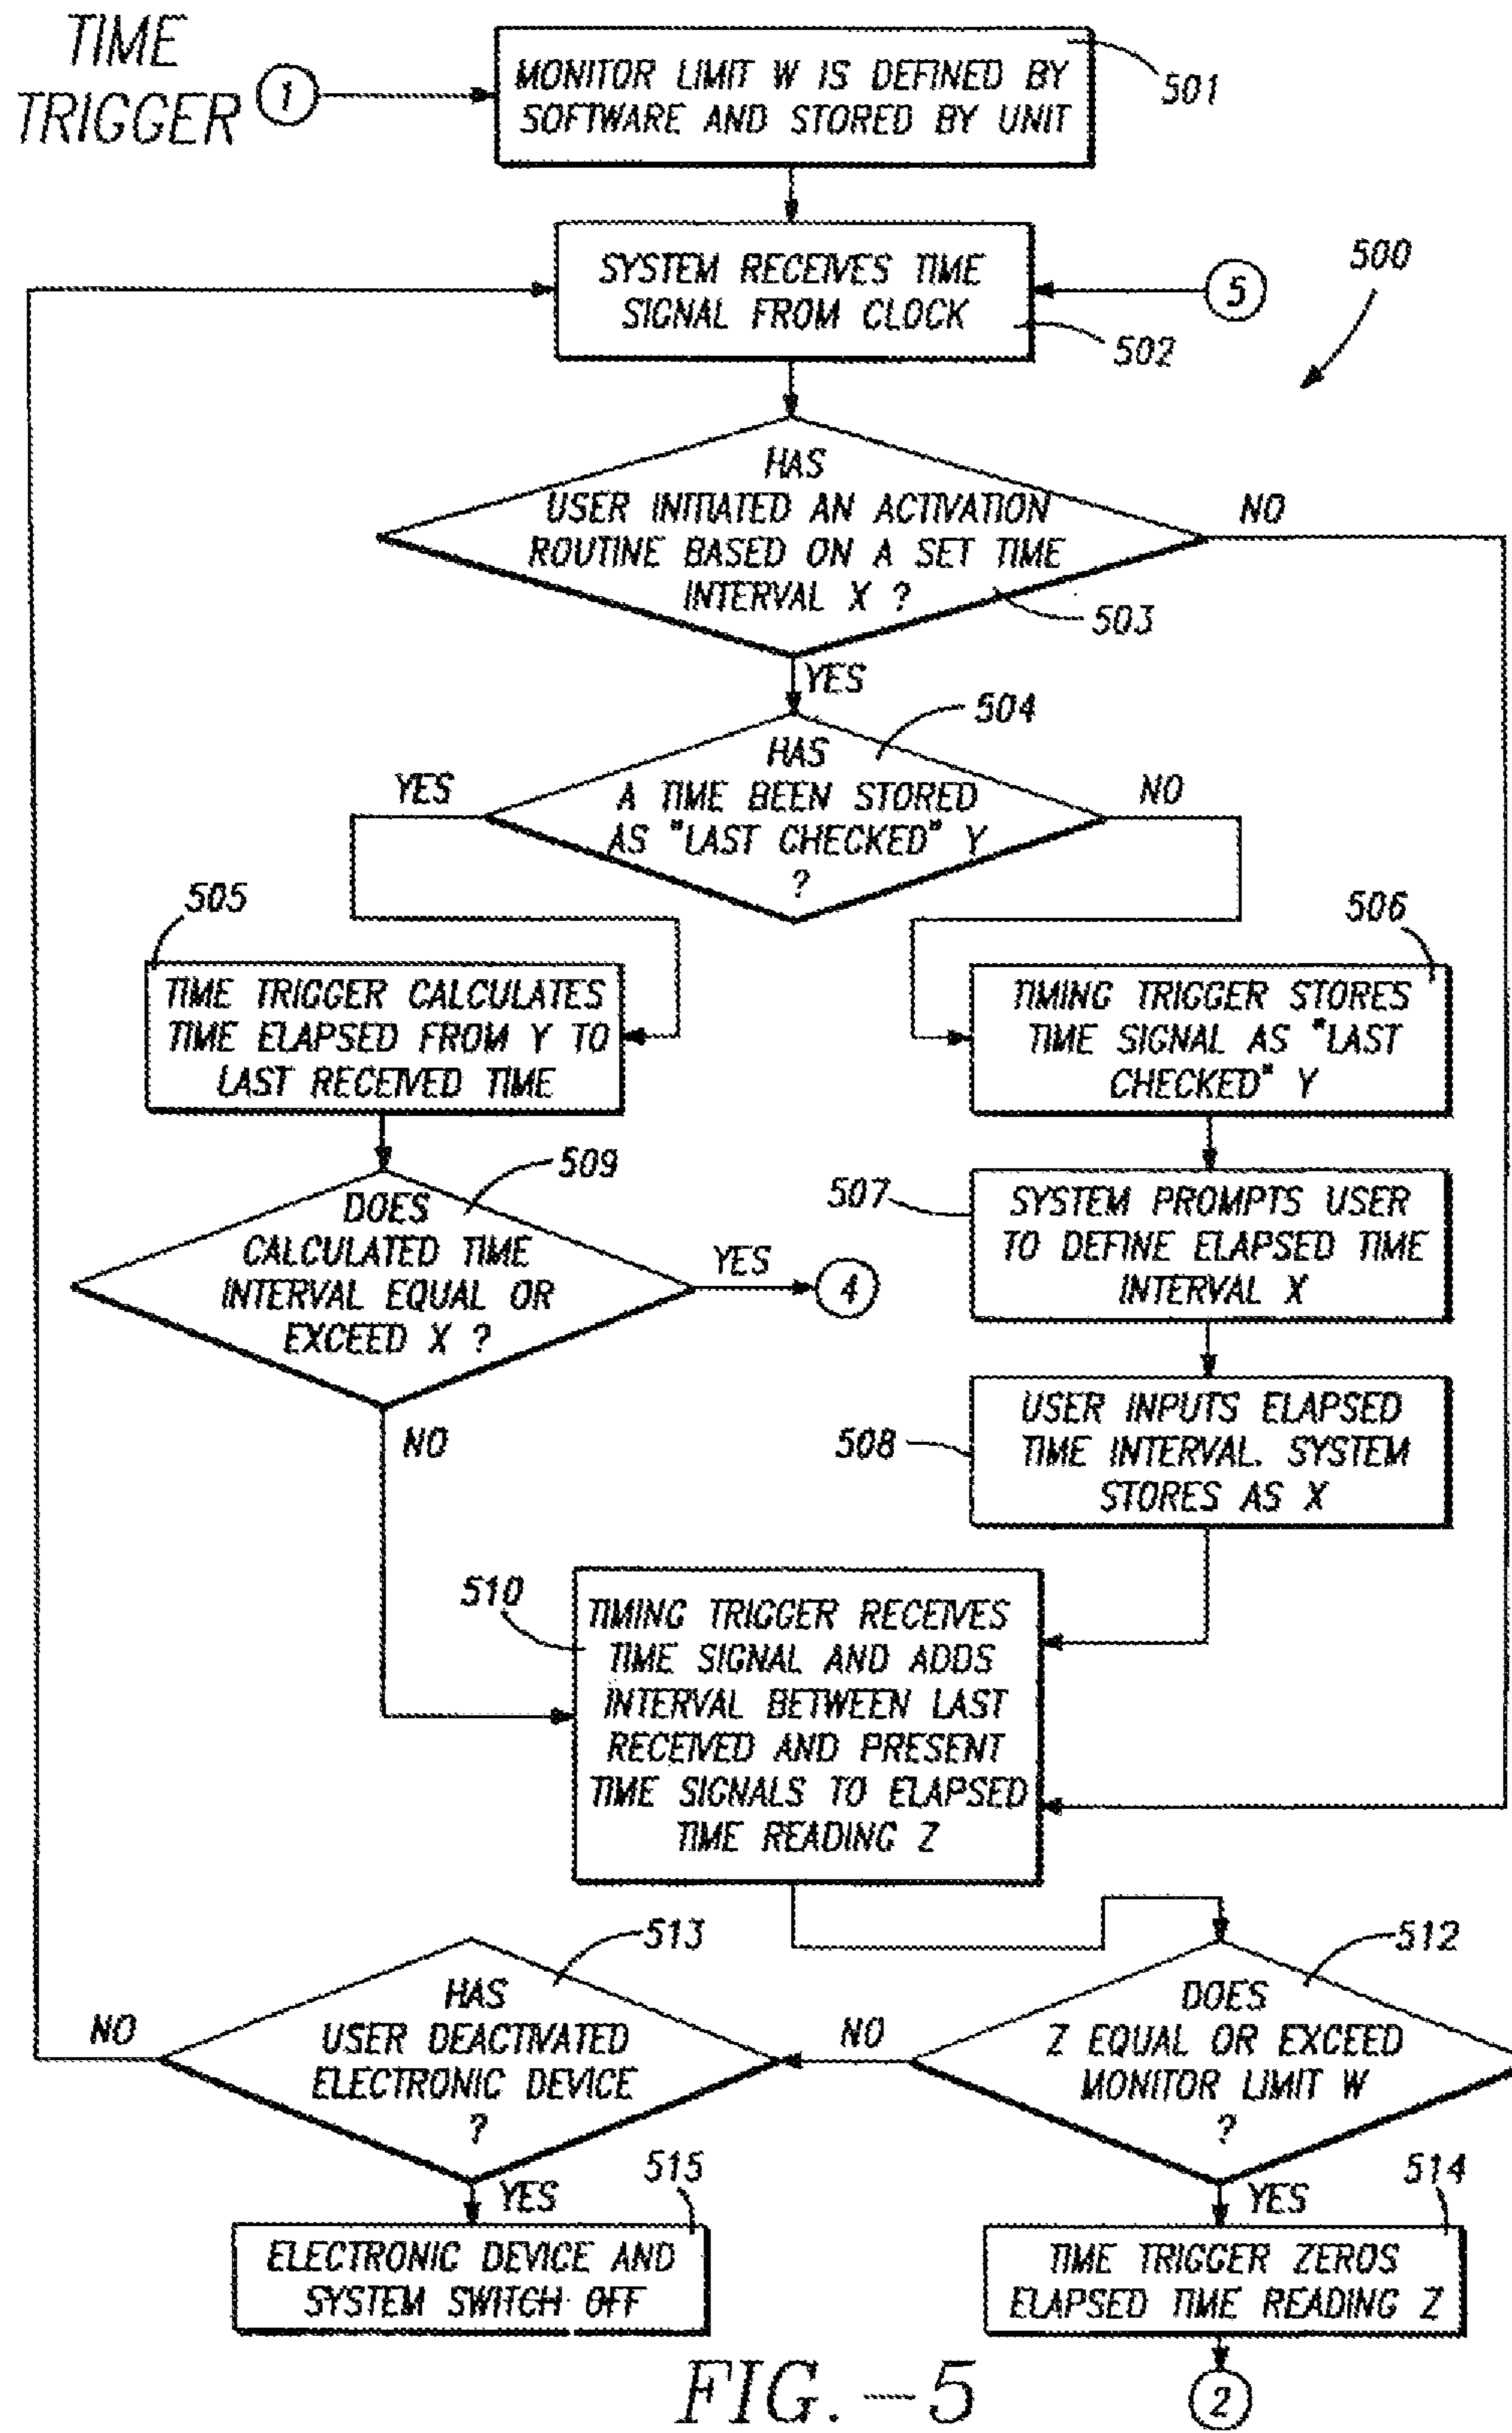 TIME
TRIGGER
1
MONITOR LIMIT W IS DEFINED BY
SOFTWARE AND STORED BY UNIT
501
SYSTEM RECEIVES TIME
SIGNAL FROM CLOCK
502
5
500
HAS
USER INITIATED AN ACTIVATION
ROUTINE BASED ON A SET TIME
INTERVAL X ?
503
NO
YES
504
HAS
A TIME BEEN STORED
AS "LAST CHECKED" Y
?
YES
NO
505
TIME TRIGGER CALCULATES
TIME ELAPSED FROM Y TO
LAST RECEIVED TIME
506
TIMING TRIGGER STORES
TIME SIGNAL AS "LAST
CHECKED" Y
509
DOES
CALCULATED TIME
INTERVAL EQUAL OR
EXCEED X ?
YES
4
NO
507
SYSTEM PROMPTS USER
TO DEFINE ELAPSED TIME
INTERVAL X
508
USER INPUTS ELAPSED
TIME INTERVAL. SYSTEM
STORES AS X
510
TIMING TRIGGER RECEIVES
TIME SIGNAL AND ADDS
INTERVAL BETWEEN LAST
RECEIVED AND PRESENT
TIME SIGNALS TO ELAPSED
TIME READING Z
513
HAS
USER DEACTIVATED
ELECTRONIC DEVICE
?
NO
YES
512
DOES
Z EQUAL OR EXCEED
MONITOR LIMIT W
?
NO
YES
515
ELECTRONIC DEVICE AND
SYSTEM SWITCH OFF
514
TIME TRIGGER ZEROS
ELAPSED TIME READING Z
2
FIG.-5